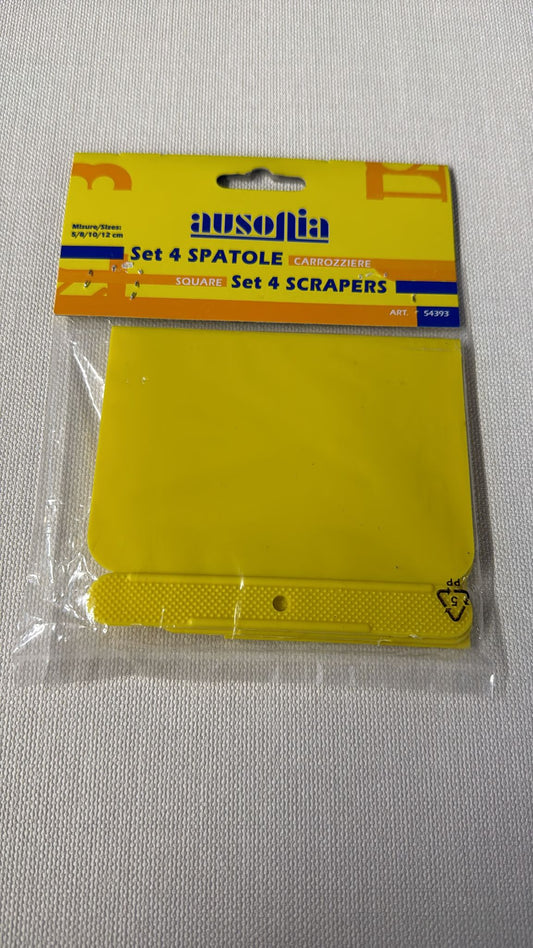 ausonia
Misure/Sizes:
5/8/10/12 cm
Set 4 SPATOLE CARROZZIERE
SQUARE Set 4 SCRAPERS
ART. 54393
5
PP